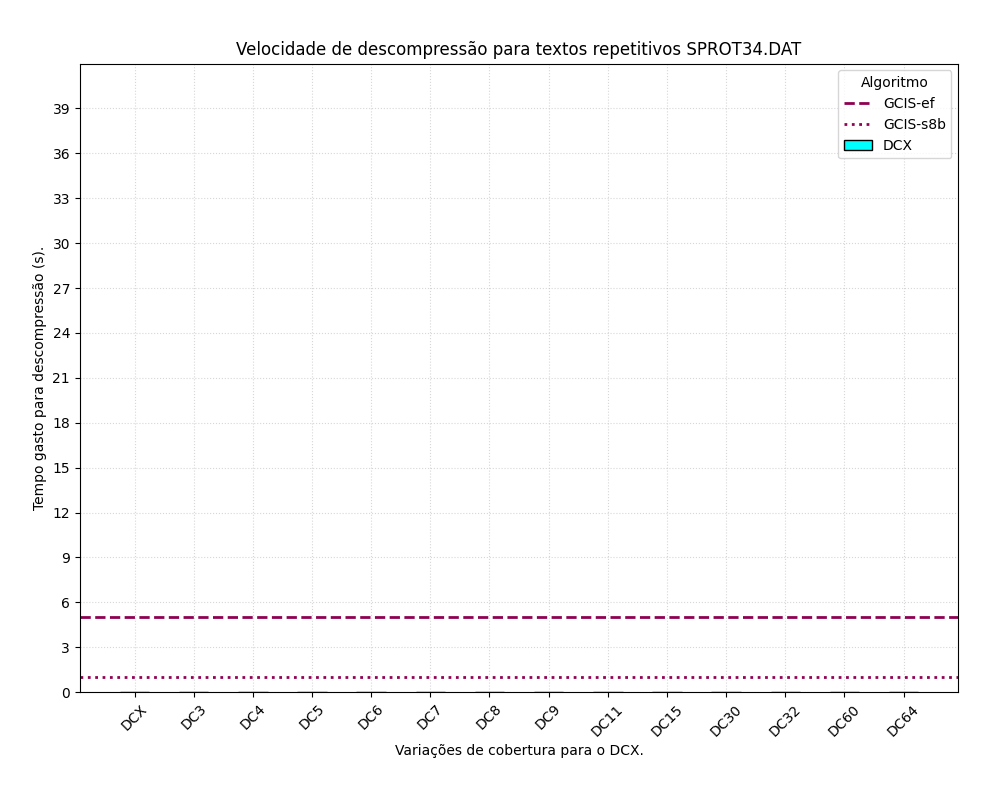 Velocidade de descompressão para textos repetitivos SPROT34.DAT
Algoritmo
GCIS-ef
GCIS-s8b
DCX
Tempo gasto para descompressão (s).
39
36
33
30
27
24
21
18
15
12
9
6
3
0
DCX DC3 DC4 DC5 DC6 DC7 DC8 DC9 DC11 DC15 DC30 DC32 DC60 DC64
Variações de cobertura para o DCX.